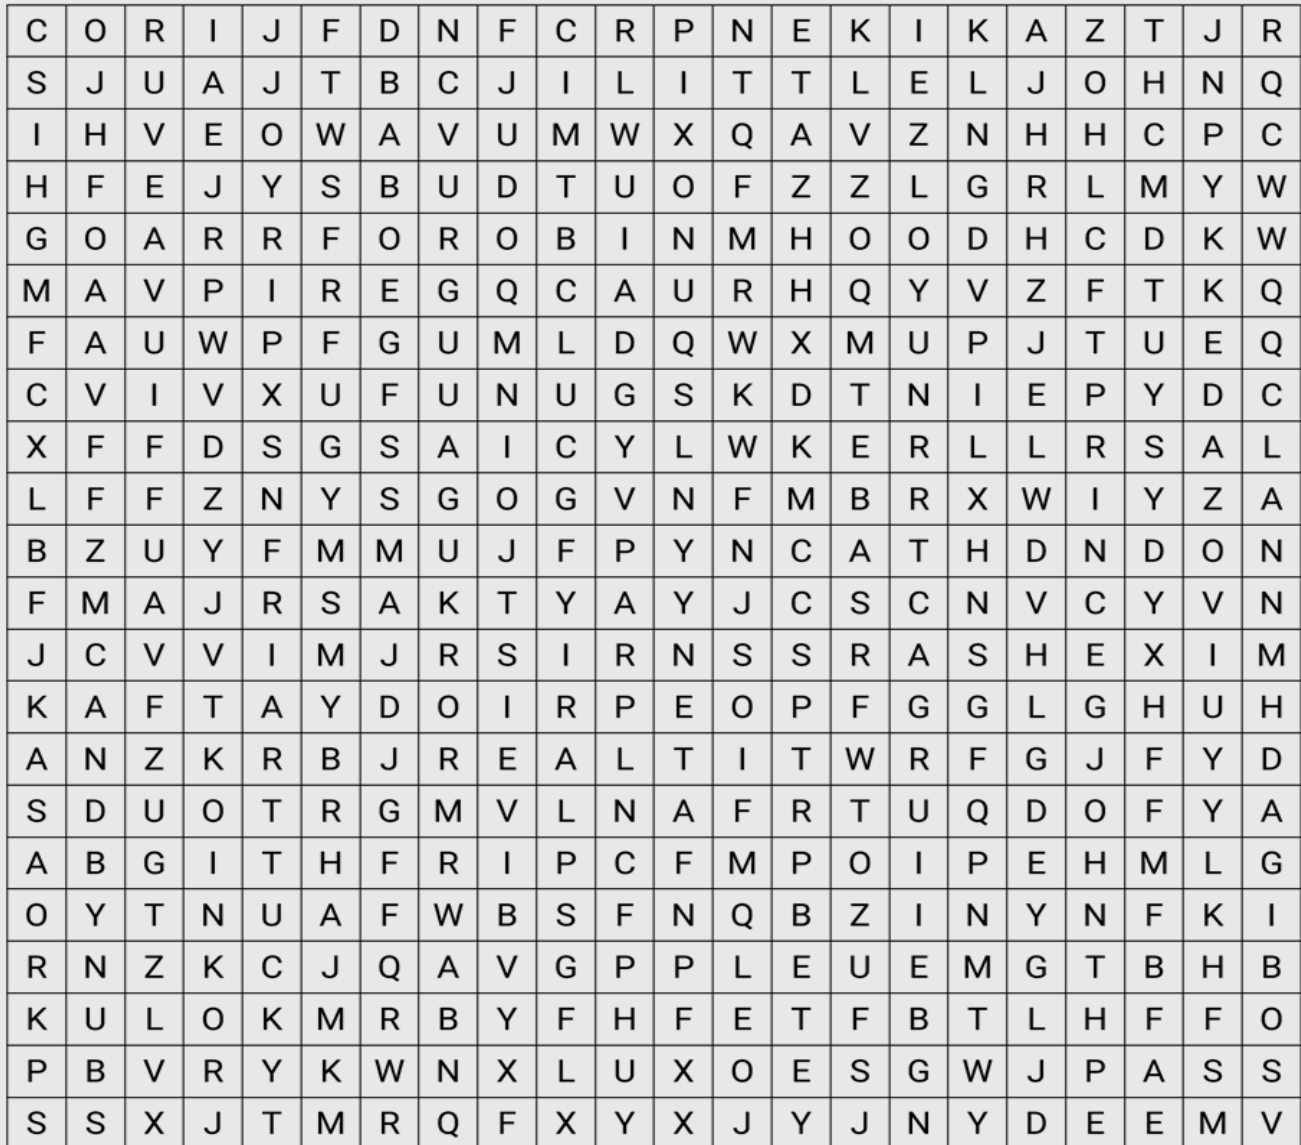 C O R I J F D N F C R P N E K I K A Z T J R
S J U A J T B C J I L I T T L E L J O H N Q
I H V E O W A V U M W X Q A V Z N H H C P C
H F E J Y S B U D T U O F Z Z L G R L M Y W
G O A R R F O R O B I N M H O O D H C D K W
M A V P I R E G Q C A U R H Q Y V Z F T K Q
F A U W P F G U M L D Q W X M U P J T U E Q
C V I V X U F U N U G S K D T N I E P Y D C
X F F D S G S A I C Y L W K E R L L R S A L
L F F Z N Y S G O G V N F M B R X W I Y Z A
B Z U Y F M M U J F P Y N C A T H D N D O N
F M A J R S A K T Y A Y J C S C N V C Y V N
J C V V I M J R S I R N S S R A S H E X I M
K A F T A Y D O I R P E O P F G G L G H U H
A N Z K R B J R E A L T I T W R F G J F Y D
S D U O T R G M V L N A F R T U Q D O F Y A
A B G I T H F R I P C F M P O I P E H M L G
O Y T N U A F W B S F N Q B Z I N Y N F K I
R N Z K C J Q A V G P P L E U E M G T B H B
K U L O K M R B Y F H F E T F B T L H F F O
P B V R Y K W N X L U X O E S G W J P A S S
S S X J T M R Q F X Y X J Y J N Y D E E M V